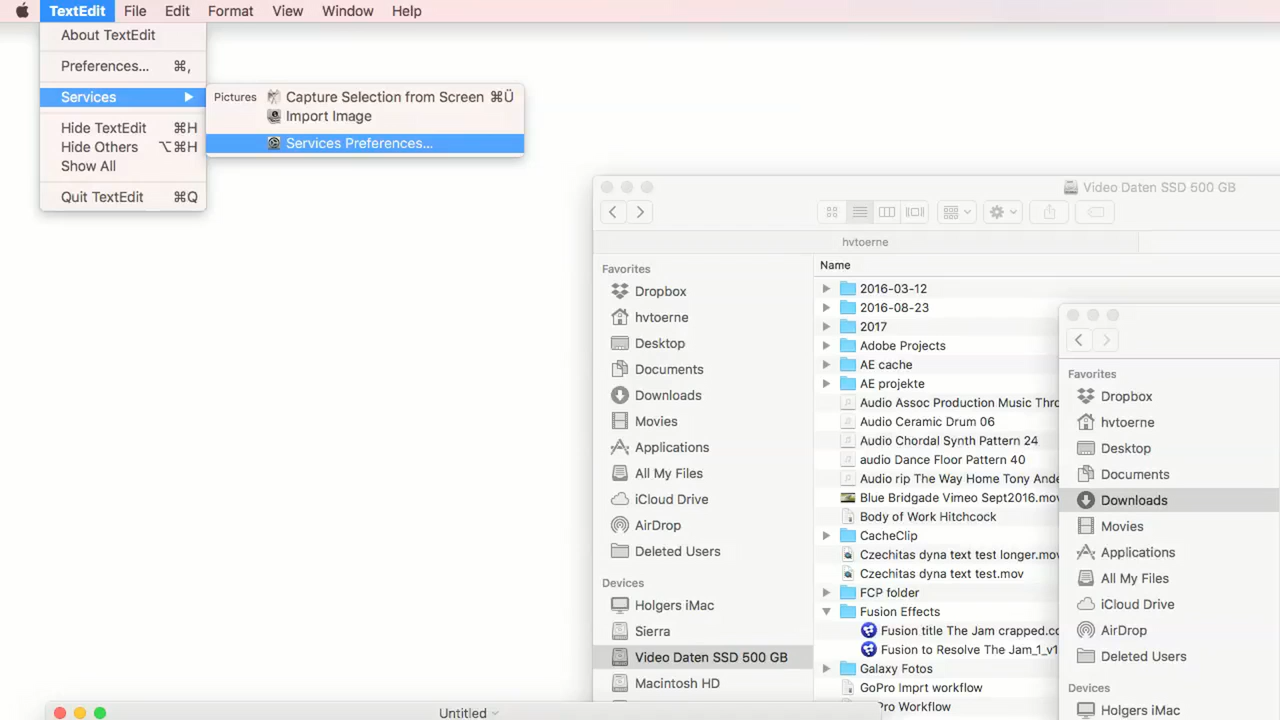 TextEdit File Edit Format View Window Help
About TextEdit
Preferences... ⌘,
Services
Hide TextEdit ⌘H
Hide Others ⌥⌘H
Show All
Quit TextEdit ⌘Q
Pictures Capture Selection from Screen ⌘Ü
Import Image
Services Preferences...
Video Daten SSD 500 GB
hvtoerne
Favorites
Dropbox
hvtoerne
Desktop
Documents
Downloads
Movies
Applications
All My Files
iCloud Drive
AirDrop
Deleted Users
Devices
Holgers iMac
Sierra
Video Daten SSD 500 GB
Macintosh HD
Name
2016-03-12
2016-08-23
2017
Adobe Projects
AE cache
AE projekte
Audio Assoc Production Music Thro
Audio Ceramic Drum 06
Audio Chordal Synth Pattern 24
audio Dance Floor Pattern 40
Audio rip The Way Home Tony Ande
Blue Bridgade Vimeo Sept2016.mov
Body of Work Hitchcock
CacheClip
Czechitas dyna text test longer.mov
Czechitas dyna text test.mov
FCP folder
Fusion Effects
Fusion title The Jam crapped.co
Fusion to Resolve The Jam_1_v1
Galaxy Fotos
GoPro Imprt workflow
Pro Workflow
Favorites
Dropbox
hvtoerne
Desktop
Documents
Downloads
Movies
Applications
All My Files
iCloud Drive
AirDrop
Deleted Users
Devices
Holgers iMac
Untitled